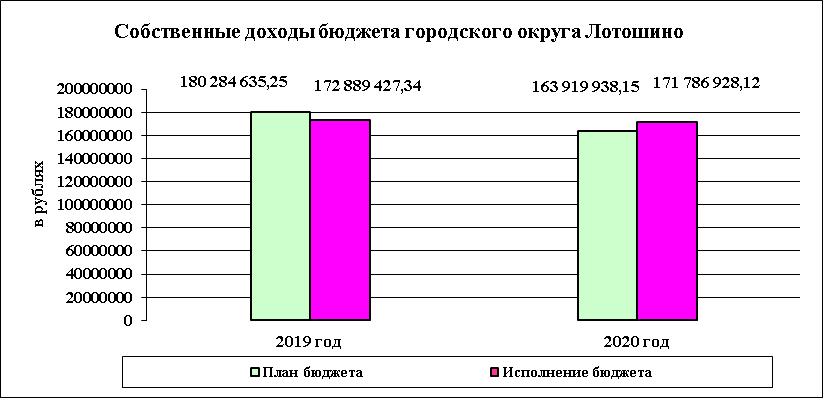 Собственные доходы бюджета городского округа Лотошино
180 284 635,25 172 889 427,34 163 919 938,15 171 786 928,12
в рублях
200000000
180000000
160000000
140000000
120000000
100000000
80000000
60000000
40000000
20000000
0
2019 год 2020 год
План бюджета Исполнение бюджета